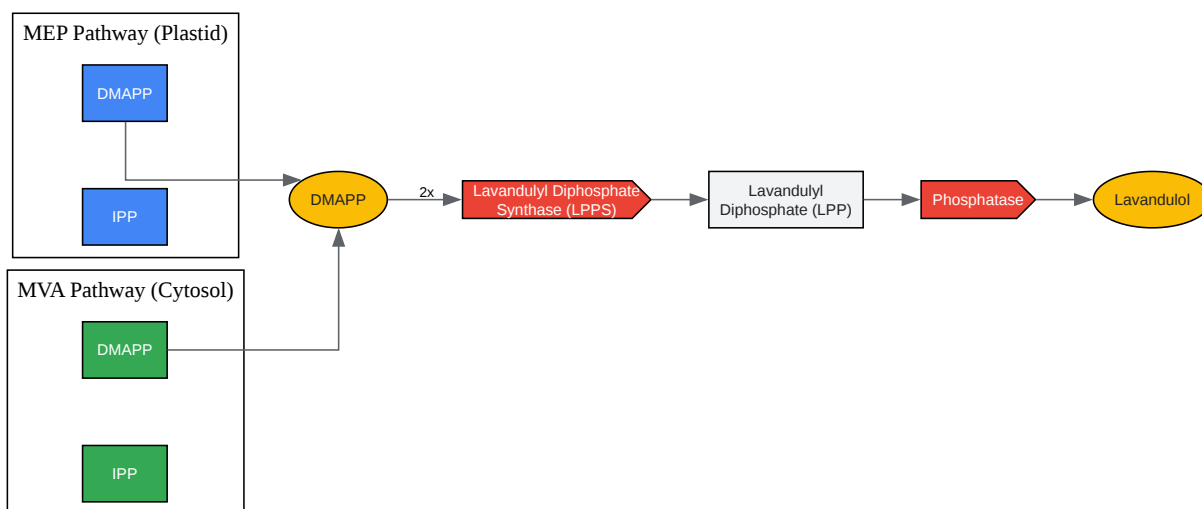 MEP Pathway (Plastid)
DMAPP
IPP
MVA Pathway (Cytosol)
DMAPP
IPP
DMAPP
2x
Lavandulyl Diphosphate
Synthase (LPPS)
Lavandulyl
Diphosphate (LPP)
Phosphatase
Lavandulol